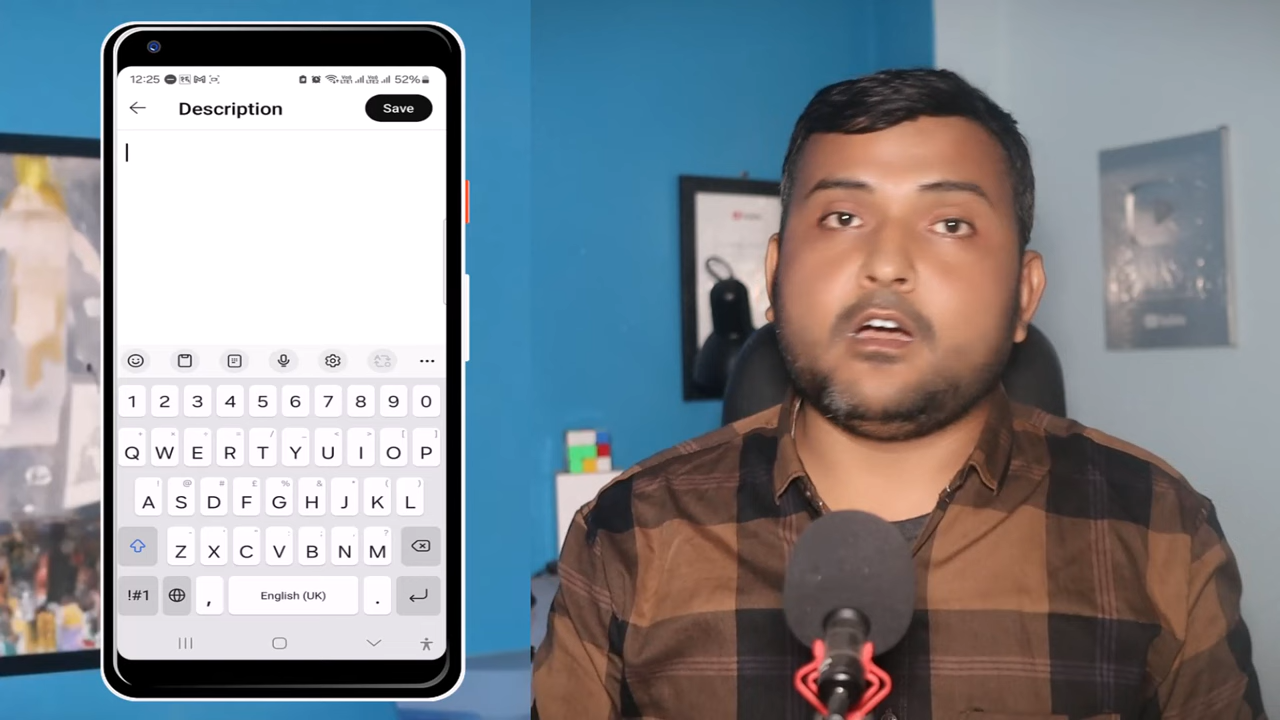 12:25 52%
Description
Save
1 2 3 4 5 6 7 8 9 0
Q W E R T Y U I O P
A S D F G H J K L
Z X C V B N M
!#1 , English (UK) .